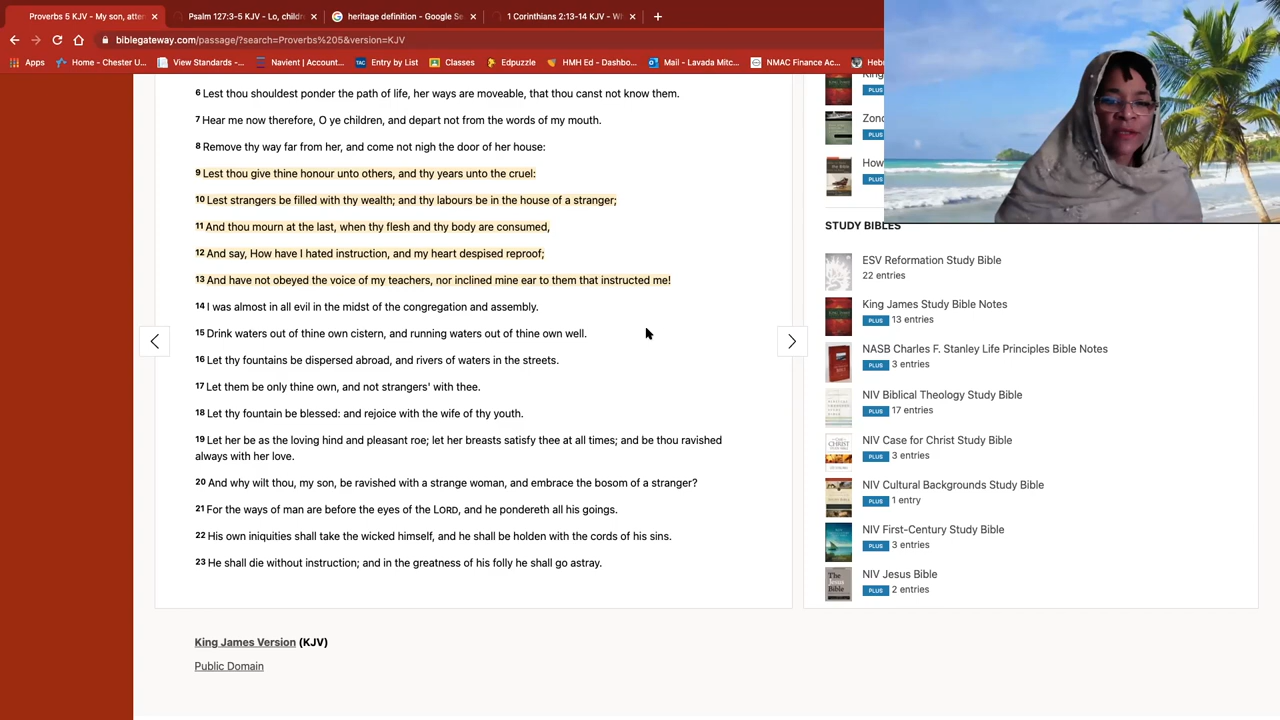 Proverbs 5 KJV - My son, atter
Psalm 127:3-5 KJV - Lo, childr
heritage definition - Google Se
1 Corinthians 2:13-14 KJV - Wh
biblegateway.com/passage/?search=Proverbs%205&version=KJV
Apps
Home - Chester U...
View Standards -...
Navient | Account...
Entry by List
Classes
Edpuzzle
HMH Ed - Dashbo...
Mail - Lavada Mitc...
NMAC Finance Ac...
Heb
6 Lest thou shouldest ponder the path of life, her ways are moveable, that thou canst not know them.
7 Hear me now therefore, O ye children, and depart not from the words of my mouth.
8 Remove thy way far from her, and come not nigh the door of her house:
9 Lest thou give thine honour unto others, and thy years unto the cruel:
10 Lest strangers be filled with thy wealth; and thy labours be in the house of a stranger;
11 And thou mourn at the last, when thy flesh and thy body are consumed,
12 And say, How have I hated instruction, and my heart despised reproof;
13 And have not obeyed the voice of my teachers, nor inclined mine ear to them that instructed me!
14 I was almost in all evil in the midst of the congregation and assembly.
15 Drink waters out of thine own cistern, and running waters out of thine own well.
16 Let thy fountains be dispersed abroad, and rivers of waters in the streets.
17 Let them be only thine own, and not strangers' with thee.
18 Let thy fountain be blessed: and rejoice with the wife of thy youth.
19 Let her be as the loving hind and pleasant roe; let her breasts satisfy thee at all times; and be thou ravished
always with her love.
20 And why wilt thou, my son, be ravished with a strange woman, and embrace the bosom of a stranger?
21 For the ways of man are before the eyes of the LORD, and he pondereth all his goings.
22 His own iniquities shall take the wicked himself, and he shall be holden with the cords of his sins.
23 He shall die without instruction; and in the greatness of his folly he shall go astray.
King James Version (KJV)
Public Domain
King
PLUS
Zond
PLUS
How
PLUS
STUDY BIBLES
ESV Reformation Study Bible
22 entries
King James Study Bible Notes
PLUS 13 entries
NASB Charles F. Stanley Life Principles Bible Notes
PLUS 3 entries
NIV Biblical Theology Study Bible
PLUS 17 entries
NIV Case for Christ Study Bible
PLUS 3 entries
NIV Cultural Backgrounds Study Bible
PLUS 1 entry
NIV First-Century Study Bible
PLUS 3 entries
NIV Jesus Bible
PLUS 2 entries